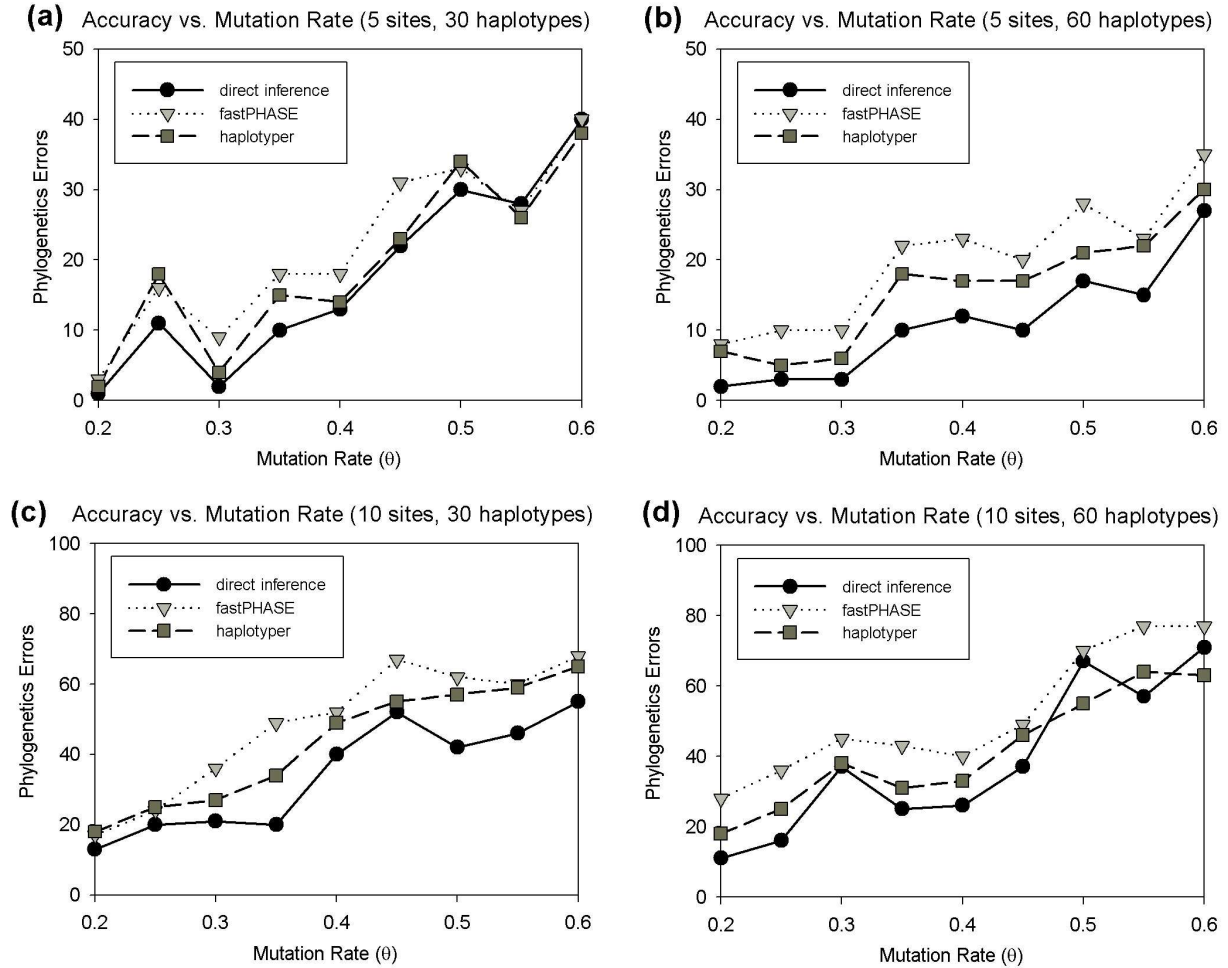 (a) Accuracy vs. Mutation Rate (5 sites, 30 haplotypes)
50
40
30
20
10
0
Phylogenetics Errors
direct inference
fastPHASE
haplotyper
0.2 0.3 0.4 0.5 0.6
Mutation Rate (θ)
(b) Accuracy vs. Mutation Rate (5 sites, 60 haplotypes)
50
40
30
20
10
0
Phylogenetics Errors
direct inference
fastPHASE
haplotyper
0.2 0.3 0.4 0.5 0.6
Mutation Rate (θ)
(c) Accuracy vs. Mutation Rate (10 sites, 30 haplotypes)
100
80
60
40
20
0
Phylogenetics Errors
direct inference
fastPHASE
haplotyper
0.2 0.3 0.4 0.5 0.6
Mutation Rate (θ)
(d) Accuracy vs. Mutation Rate (10 sites, 60 haplotypes)
100
80
60
40
20
0
Phylogenetics Errors
direct inference
fastPHASE
haplotyper
0.2 0.3 0.4 0.5 0.6
Mutation Rate (θ)